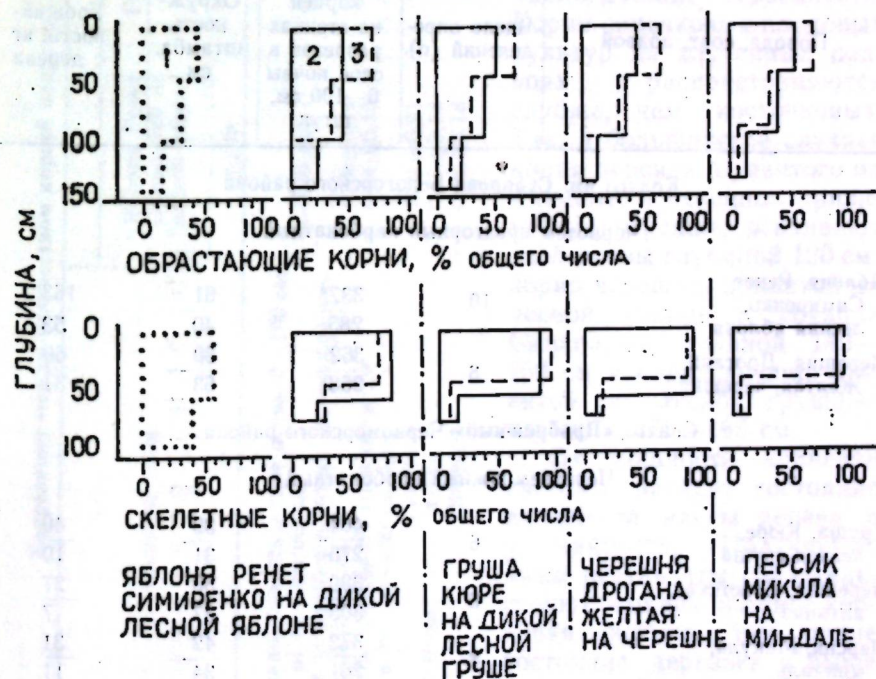 ГЛУБИНА, СМ
0
50
100
150
1 2 3
0 50 100 0 50 100% 0 50 100 0 50 100 0 50 100
ОБРАСТАЮЩИЕ КОРНИ, % ОБЩЕГО ЧИСЛА
0
50
100
0 50 100 0 50 100% 0 50 100 0 50 100 0 50 100
СКЕЛЕТНЫЕ КОРНИ, % ОБЩЕГО ЧИСЛА
ЯБЛОНЯ РЕНЕТ
СИМИРЕНКО НА ДИКОЙ
ЛЕСНОЙ ЯБЛОНЕ
ГРУША
КЮРЕ
НА ДИКОЙ
ЛЕСНОЙ
ГРУШЕ
ЧЕРЕШНЯ
ДРОГАНА
ЖЕЛТАЯ
НА ЧЕРЕШНЕ
ПЕРСИК
МИКУЛА
НА
МИНДАЛЕ